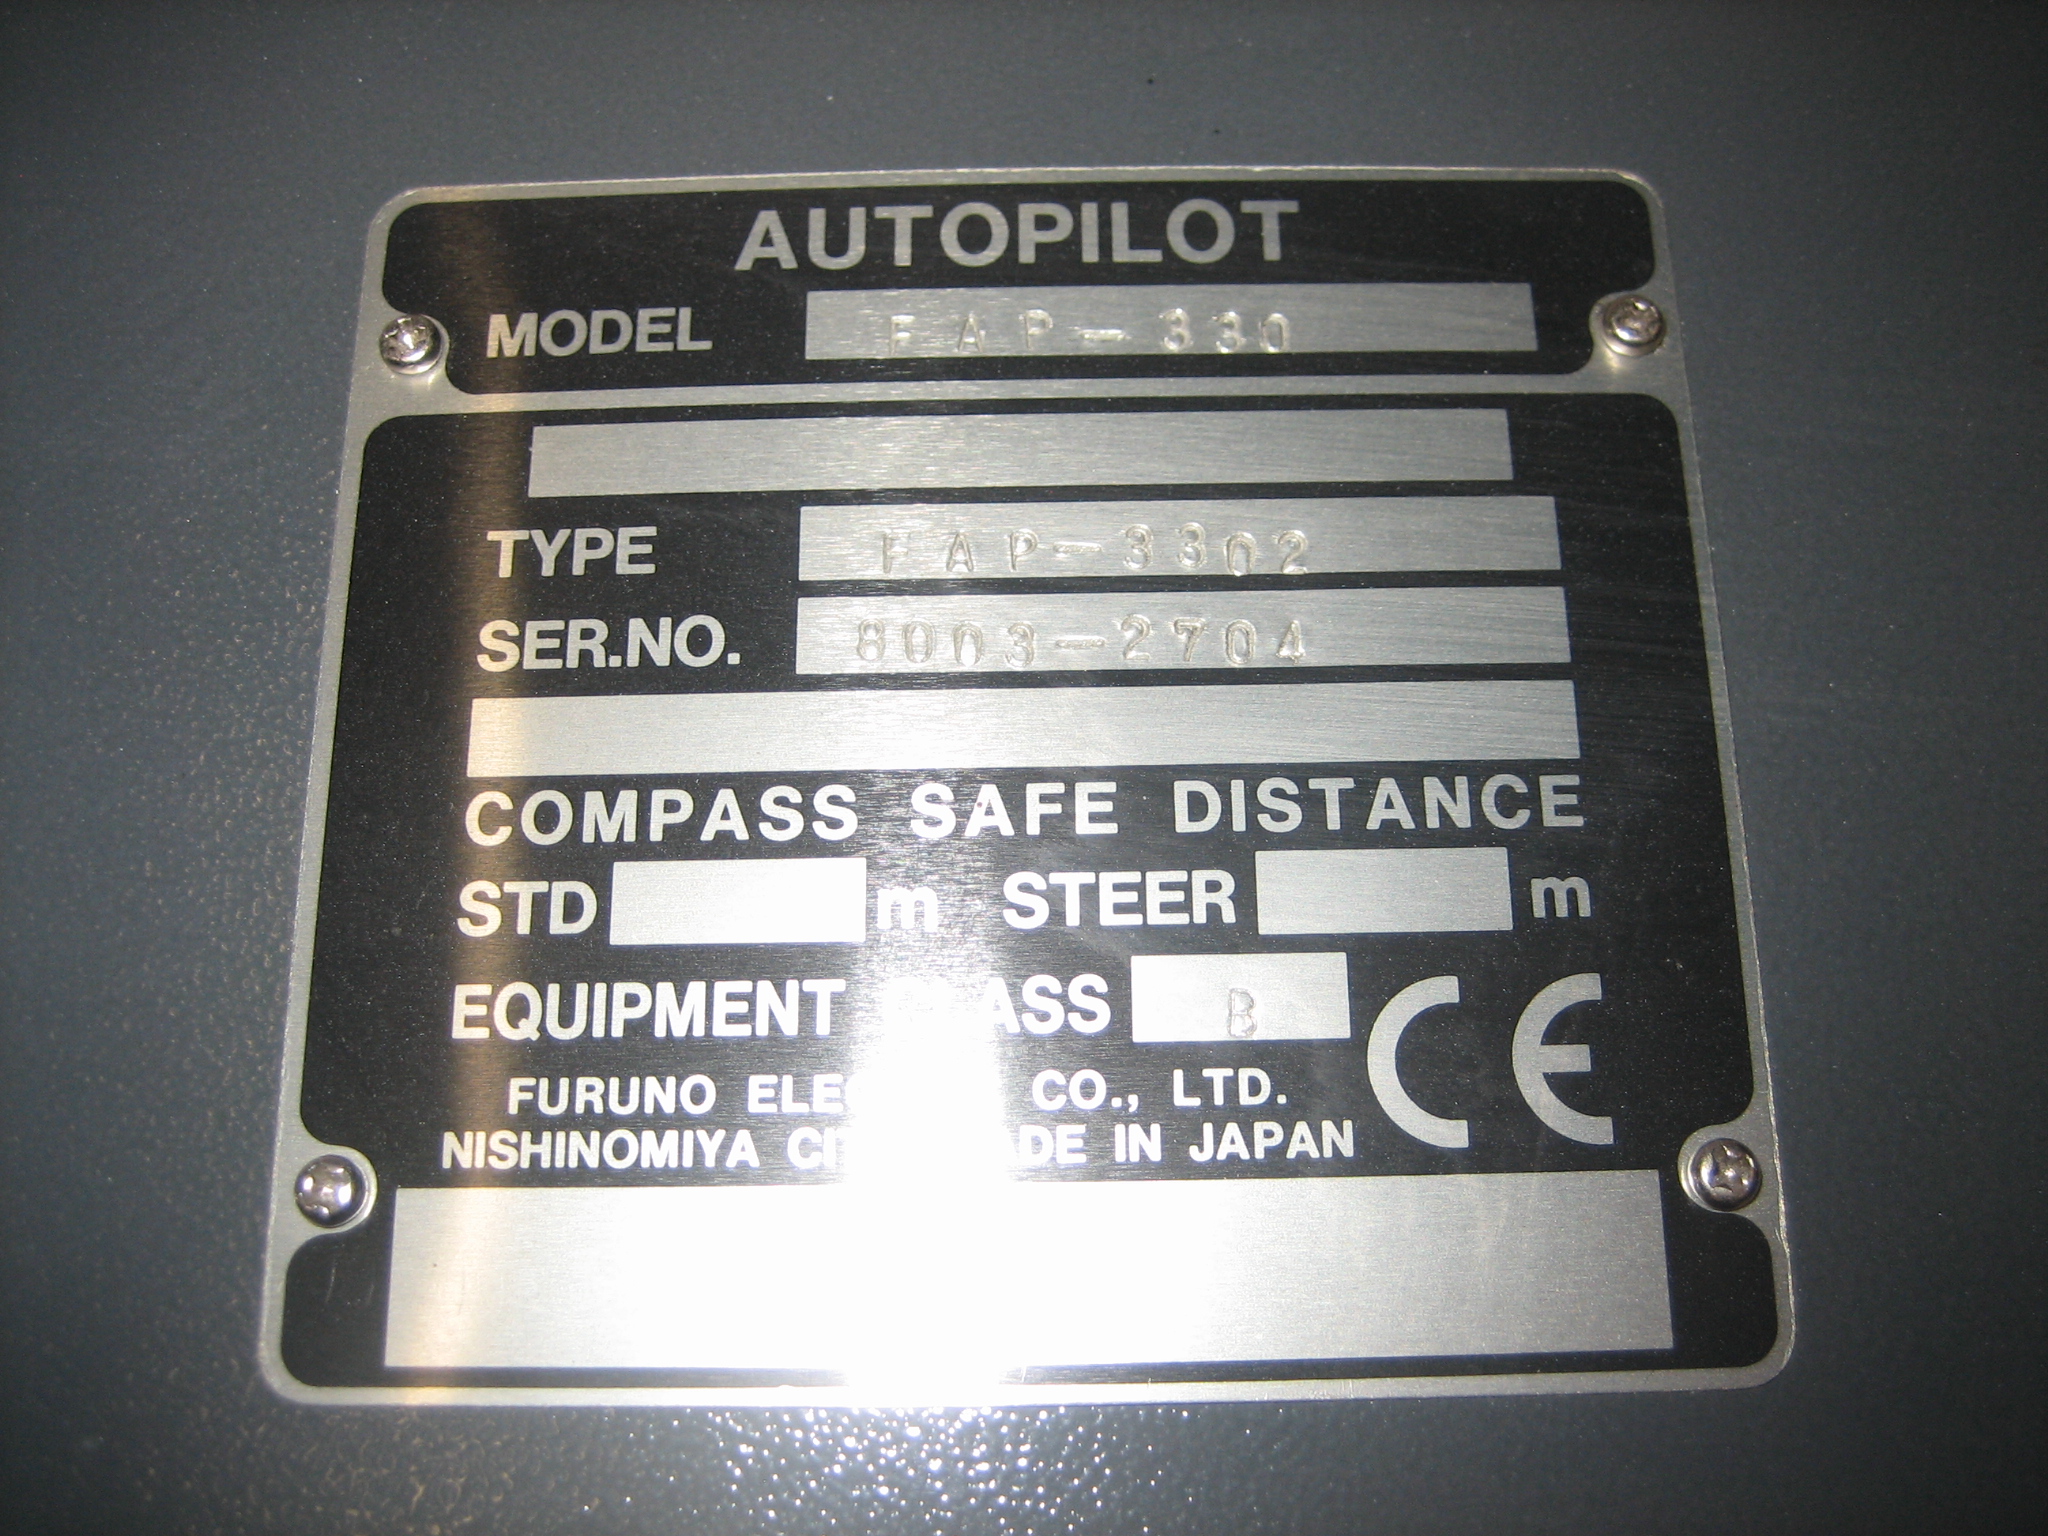 AUTOPILOT
MODEL FAP-330
TYPE FAP-3302
SER.NO. 8003-2704
COMPASS SAFE DISTANCE
STD m STEER m
EQUIPMENT B
FURUNO CO., LTD.
NISHINOMIYA IN JAPAN
CE